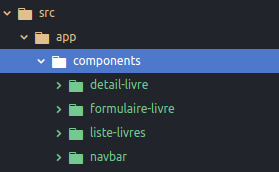 src
app
components
detail-livre
formulaire-livre
liste-livres
navbar